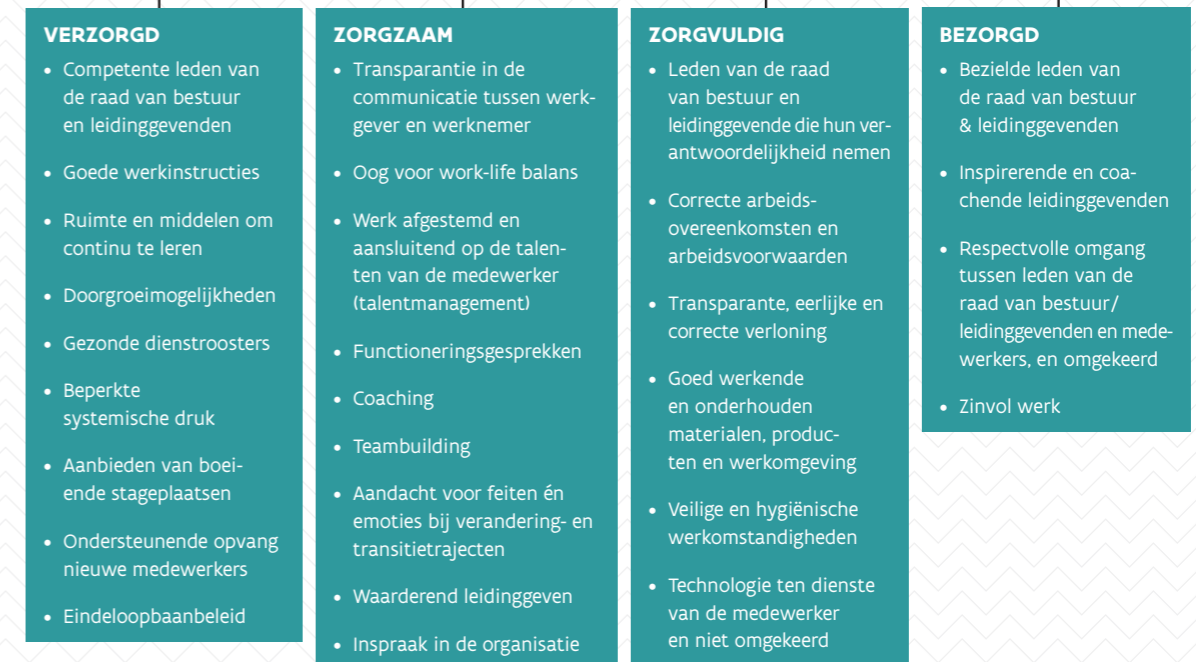 VERZORGD
• Competente leden van
de raad van bestuur
en leidinggevenden
• Goede werkinstructies
• Ruimte en middelen om
continu te leren
• Doorgroeimogelijkheden
• Gezonde dienstroosters
• Beperkte
systemische druk
• Aanbieden van boei-
ende stageplaatsen
• Ondersteunende opvang
nieuwe medewerkers
• Eindeloopbaanbeleid
ZORGZAAM
• Transparantie in de
communicatie tussen werk-
gever en werknemer
• Oog voor work-life balans
• Werk afgestemd en
aansluitend op de talen-
ten van de medewerker
(talentmanagement)
• Functioneringsgesprekken
• Coaching
• Teambuilding
• Aandacht voor feiten én
emoties bij verandering- en
transitietrajecten
• Waarderend leidinggeven
• Inspraak in de organisatie
ZORGVULDIG
• Leden van de raad
van bestuur en
leidinggevende die hun ver-
antwoordelijkheid nemen
• Correcte arbeids-
overeenkomsten en
arbeidsvoorwaarden
• Transparante, eerlijke en
correcte verloning
• Goed werkende
en onderhouden
materialen, produc-
ten en werkomgeving
• Veilige en hygiënische
werkomstandigheden
• Technologie ten dienste
van de medewerker
en niet omgekeerd
BEZORGD
• Bezielde leden van
de raad van bestuur
& leidinggevenden
• Inspirerende en coa-
chende leidinggevenden
• Respectvolle omgang
tussen leden van de
raad van bestuur/
leidinggevenden en mede-
werkers, en omgekeerd
• Zinvol werk